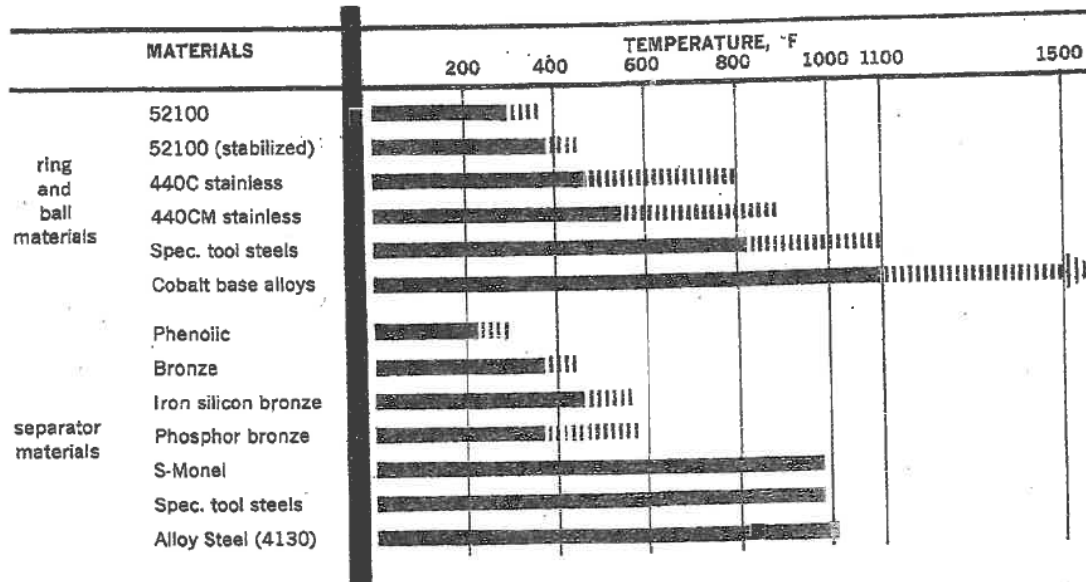 MATERIALS
TEMPERATURE, °F
200 400 600 800 1000 1100 1500
ring
and
ball
materials
52100
52100 (stabilized)
440C stainless
440CM stainless
Spec. tool steels
Cobalt base alloys
separator
materials
Phenolic
Bronze
Iron silicon bronze
Phosphor bronze
S-Monel
Spec. tool steels
Alloy Steel (4130)